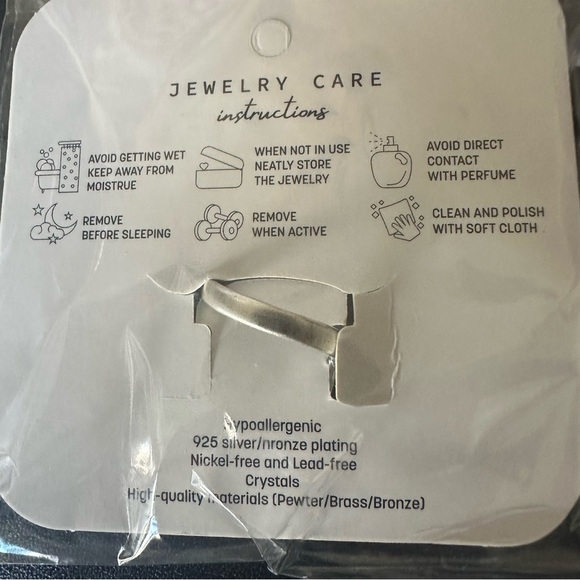 JEWELRY CARE
instructions
AVOID GETTING WET
KEEP AWAY FROM
MOISTRUE
WHEN NOT IN USE
NEATLY STORE
THE JEWELRY
AVOID DIRECT
CONTACT
WITH PERFUME
REMOVE
BEFORE SLEEPING
REMOVE
WHEN ACTIVE
CLEAN AND POLISH
WITH SOFT CLOTH
ypoallergenic
925 silver/nronze plating
Nickel-free and Lead-free
Crystals
High-quality materials (Pewter/Brass/Bronze)